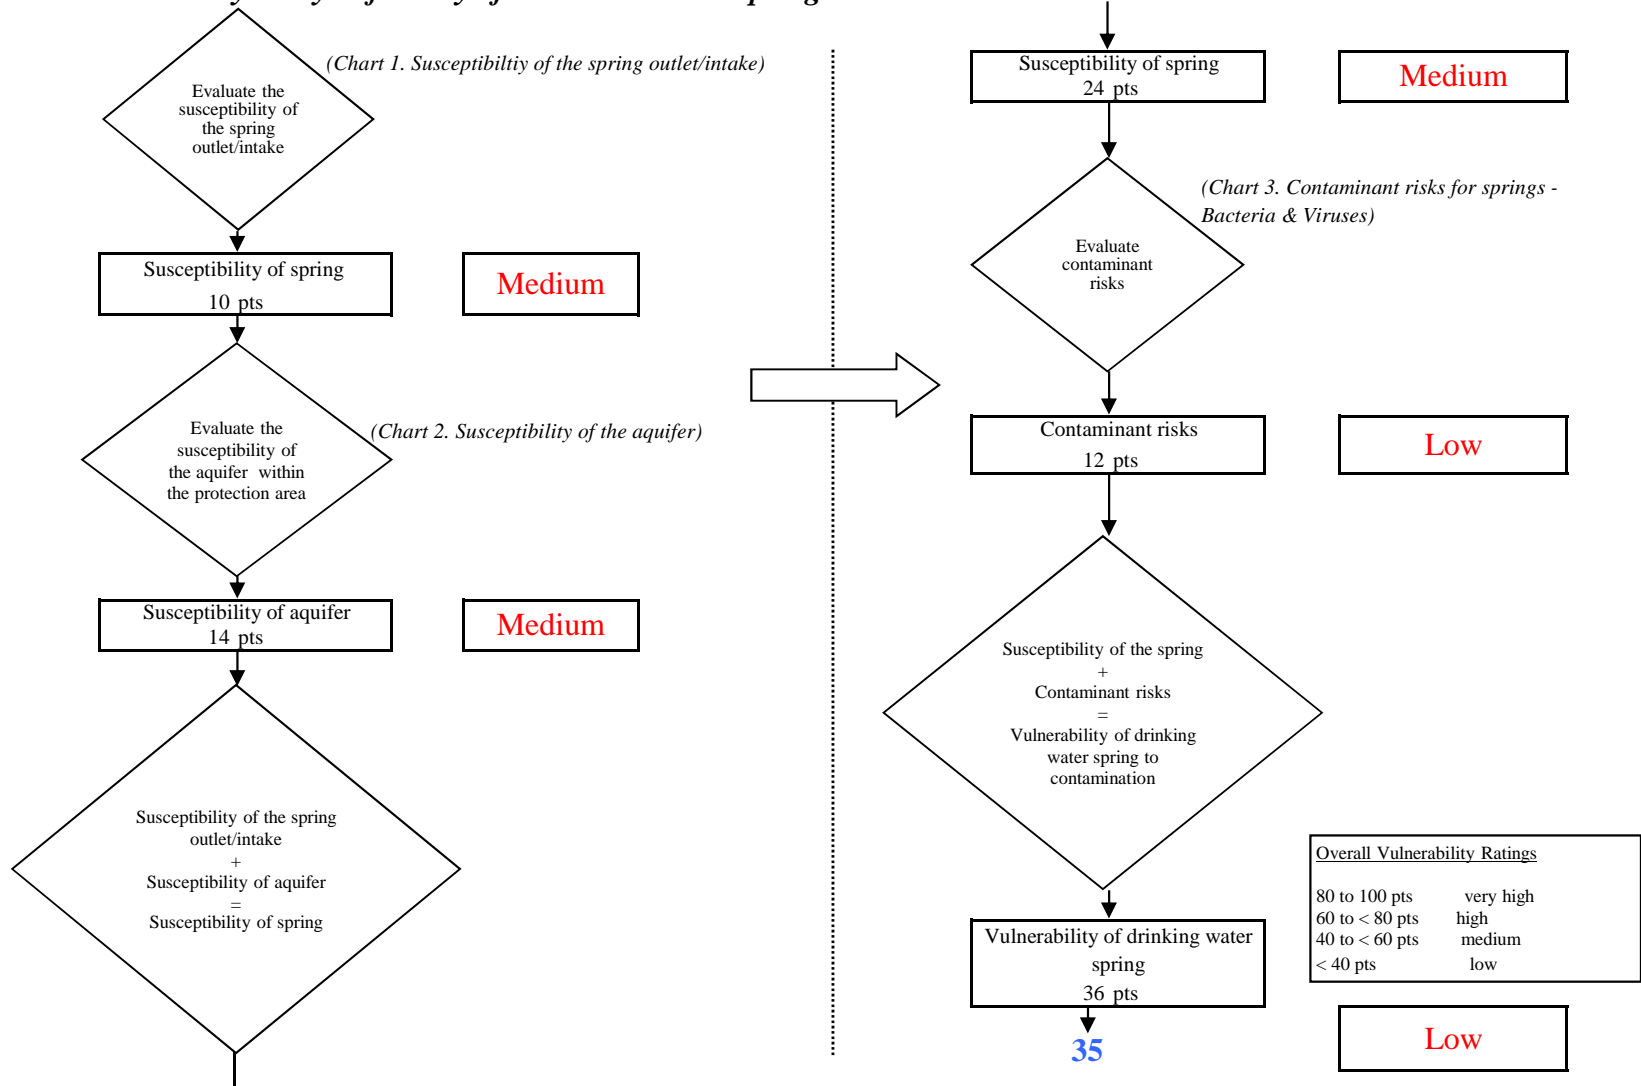 (Chart 1. Susceptibiltiy of the spring outlet/intake)
Evaluate the
susceptibility of
the spring
outlet/intake
Susceptibility of spring
10 pts
Medium
Evaluate the
susceptibility of
the aquifer within
the protection area
(Chart 2. Susceptibility of the aquifer)
Susceptibility of aquifer
14 pts
Medium
Susceptibility of the spring
outlet/intake
+
Susceptibility of aquifer
=
Susceptibility of spring
Susceptibility of spring
24 pts
Medium
(Chart 3. Contaminant risks for springs -
Bacteria & Viruses)
Evaluate
contaminant
risks
Contaminant risks
12 pts
Low
Susceptibility of the spring
+
Contaminant risks
=
Vulnerability of drinking
water spring to
contamination
Overall Vulnerability Ratings
80 to 100 pts very high
60 to < 80 pts high
40 to < 60 pts medium
< 40 pts low
Vulnerability of drinking water
spring
36 pts
35
Low